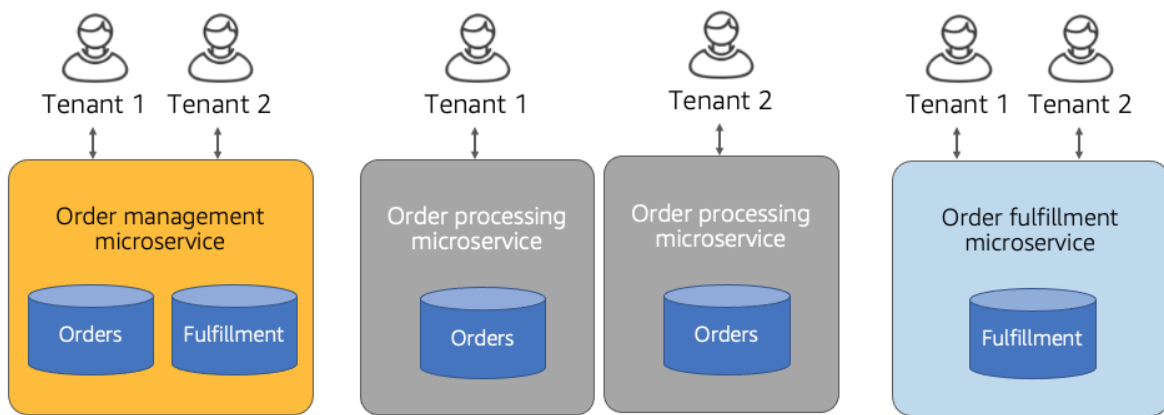 Tenant 1
Tenant 2
Order management
microservice
Orders
Fulfillment
Tenant 1
Order processing
microservice
Orders
Tenant 2
Order processing
microservice
Orders
Tenant 1
Tenant 2
Order fulfillment
microservice
Fulfillment